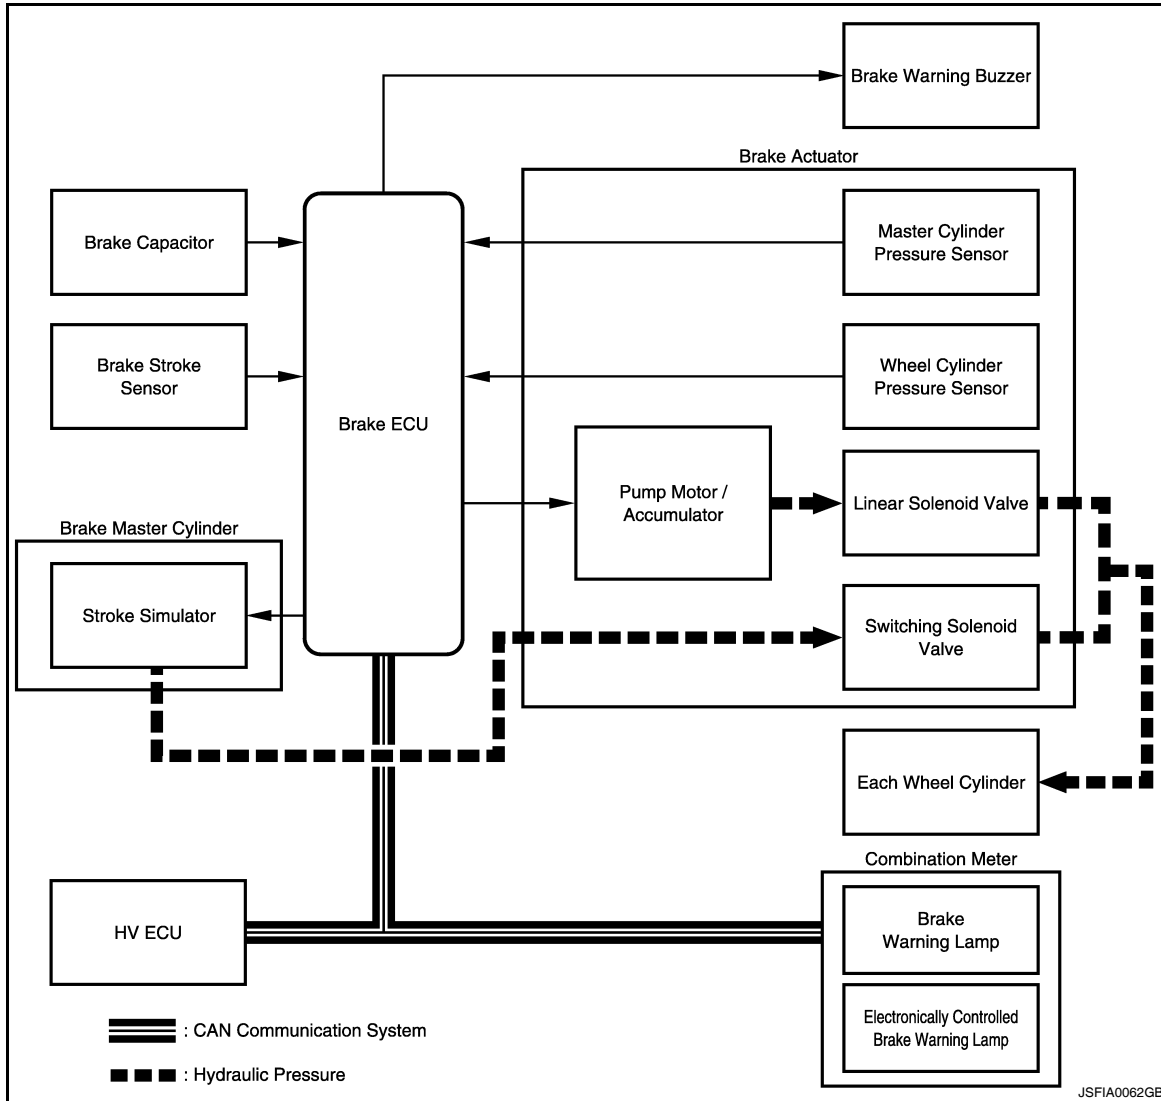 Brake Warning Buzzer
Brake Actuator
Brake Capacitor
Master Cylinder
Pressure Sensor
Brake Stroke
Sensor
Wheel Cylinder
Pressure Sensor
Brake ECU
Pump Motor /
Accumulator
Linear Solenoid Valve
Brake Master Cylinder
Stroke Simulator
Switching Solenoid
Valve
Each Wheel Cylinder
Combination Meter
HV ECU
Brake
Warning Lamp
Electronically Controlled
Brake Warning Lamp
: CAN Communication System
: Hydraulic Pressure
JSFIA0062GB